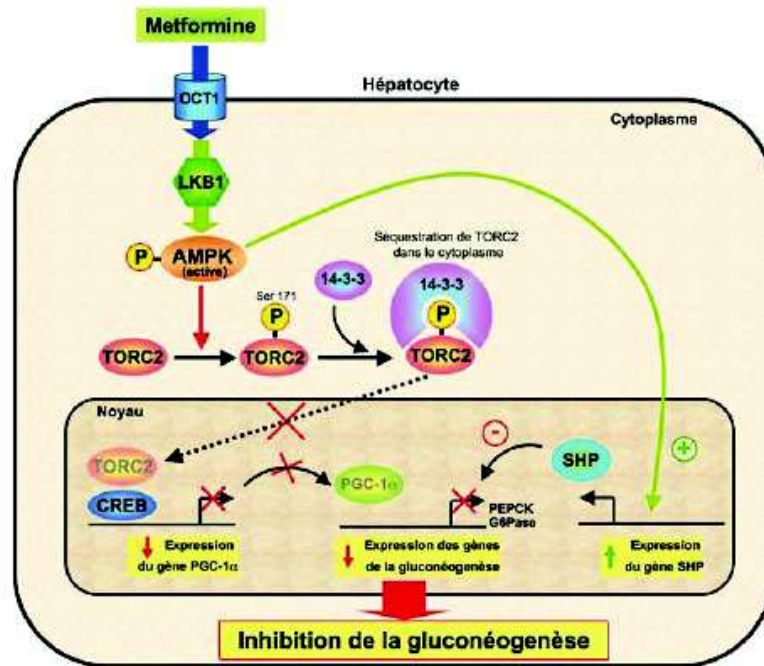 Metformine
OCT1
Hépatocyte
Cytoplasme
LKB1
P
AMPK
(active)
Séquestration de TORC2
dans le cytoplasme
14-3-3
14-3-3
Ser 171
P
P
TORC2
TORC2
TORC2
Noyau
TORC2
CREB
PGC-1α
-
SHP
+
PEPCK
G6Pase
Expression
du gène PGC-1α
Expression des gènes
de la gluconéogenèse
Expression
du gène SHP
Inhibition de la gluconéogenèse